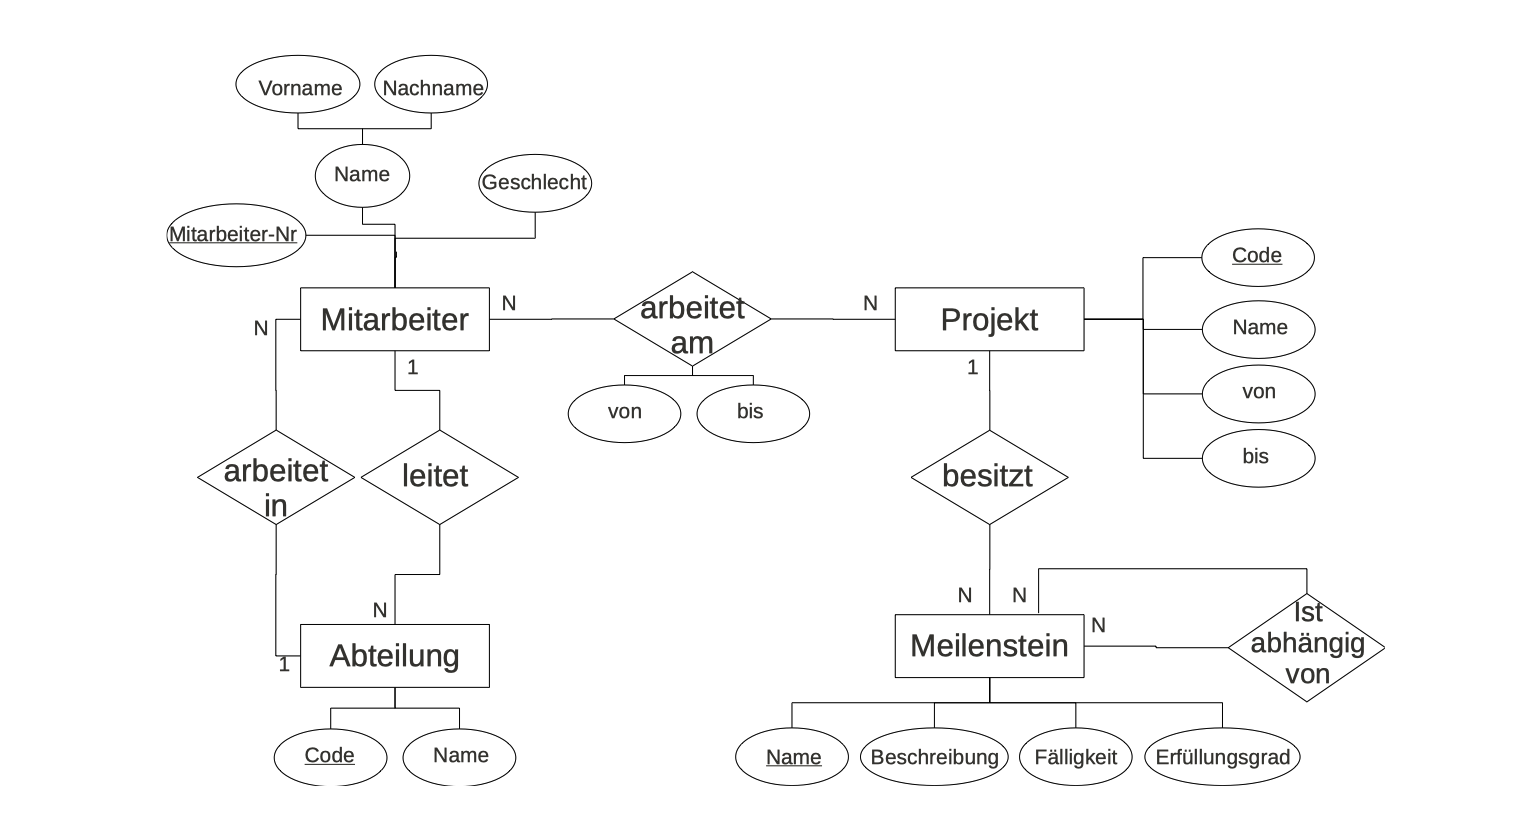 Vorname
Nachname
Name
Geschlecht
Mitarbeiter-Nr
Code
N
arbeitet
am
N
Name
N
Mitarbeiter
Projekt
1
1
von
bis
von
bis
arbeitet
in
leitet
besitzt
N
N
N
Ist
abhängig
von
N
1
Abteilung
Meilenstein
Code
Name
Name
Beschreibung
Fälligkeit
Erfüllungsgrad